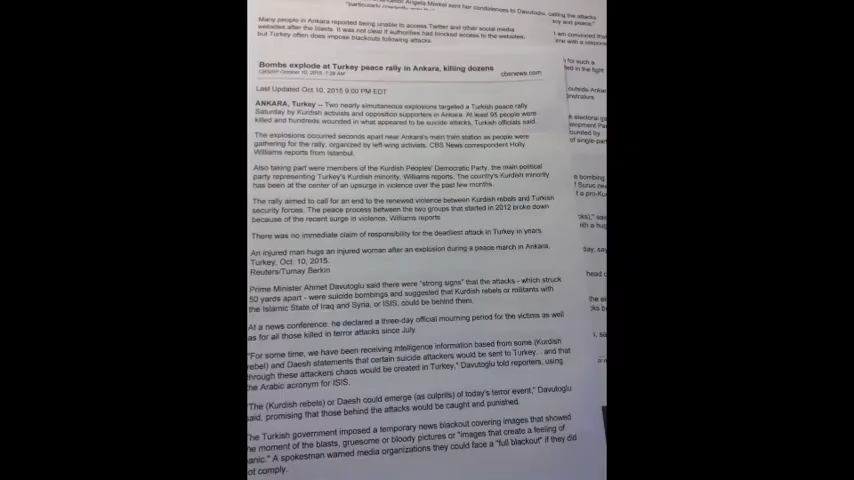 Angela Merkel sent her condolences to Davutoglu, calling the attacks
"particularly
Many people in Ankara reported being unable to access Twitter and other social media
websites after the blasts. It was not clear if authorities had blocked access to the websites,
but Turkey often does impose blackouts following attacks.
Bombs explode at Turkey peace rally in Ankara, killing dozens
October 10, 2015, 7:28 AM
cbsnews.com
Last Updated Oct 10, 2015 9:00 PM EDT
ANKARA, Turkey -- Two nearly simultaneous explosions targeted a Turkish peace rally
Saturday by Kurdish activists and opposition supporters in Ankara. At least 95 people were
killed and hundreds wounded in what appeared to be suicide attacks, Turkish officials said.
The explosions occurred seconds apart near Ankara's main train station as people were
gathering for the rally, organized by left-wing activists, CBS News correspondent Holly
Williams reports from Istanbul.
Also taking part were members of the Kurdish Peoples' Democratic Party, the main political
party representing Turkey's Kurdish minority, Williams reports. The country's Kurdish minority
has been at the center of an upsurge in violence over the past few months.
The rally aimed to call for an end to the renewed violence between Kurdish rebels and Turkish
security forces. The peace process between the two groups that started in 2012 broke down
because of the recent surge in violence, Williams reports
There was no immediate claim of responsibility for the deadliest attack in Turkey in years.
An injured man hugs an injured woman after an explosion during a peace march in Ankara,
Turkey, Oct. 10, 2015.
Reuters/Tumay Berkin
Prime Minister Ahmet Davutoglu said there were "strong signs" that the attacks - which struck
50 yards apart - were suicide bombings and suggested that Kurdish rebels or militants with
the Islamic State of Iraq and Syria, or ISIS, could be behind them.
At a news conference, he declared a three-day official mourning period for the victims as well
as for all those killed in terror attacks since July.
"For some time, we have been receiving intelligence information based from some (Kurdish
rebel) and Daesh statements that certain suicide attackers would be sent to Turkey... and that
through these attackers chaos would be created in Turkey," Davutoglu told reporters, using
the Arabic acronym for ISIS.
"The (Kurdish rebels) or Daesh could emerge (as culprits) of today's terror event," Davutoglu
said, promising that those behind the attacks would be caught and punished.
The Turkish government imposed a temporary news blackout covering images that showed
he moment of the blasts, gruesome or bloody pictures or "images that create a feeling of
anic." A spokesman warned media organizations they could face a "full blackout" if they did
ot comply.